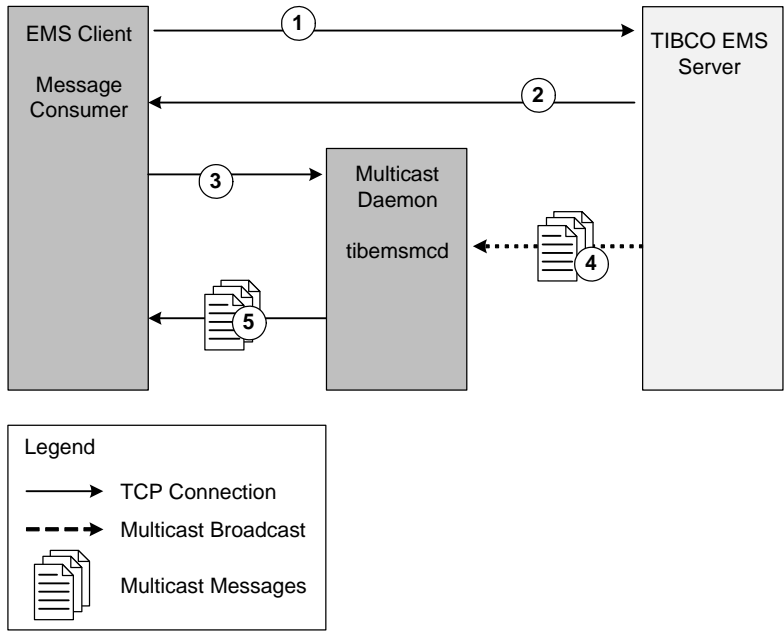 EMS Client
Message
Consumer
1
TIBCO EMS
Server
2
3
Multicast
Daemon
tibemsmcd
4
5
Legend
TCP Connection
Multicast Broadcast
Multicast Messages